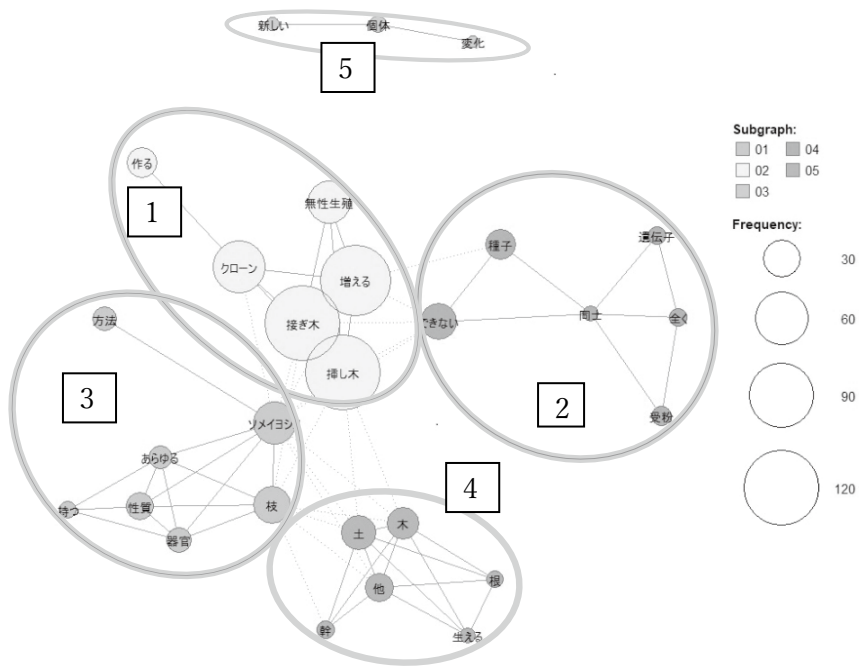 新しい
個体
変化
5
作る
1
無性生殖
クローン
増える
接ぎ木
挿し木
種子
遺伝子
できない
同士
全く
受粉
2
方法
3
ソメイヨシ
あらゆる
持つ
性質
器官
枝
4
土
木
他
根
幹
生える
Subgraph:
01 04
02 05
03
Frequency:
30
60
90
120